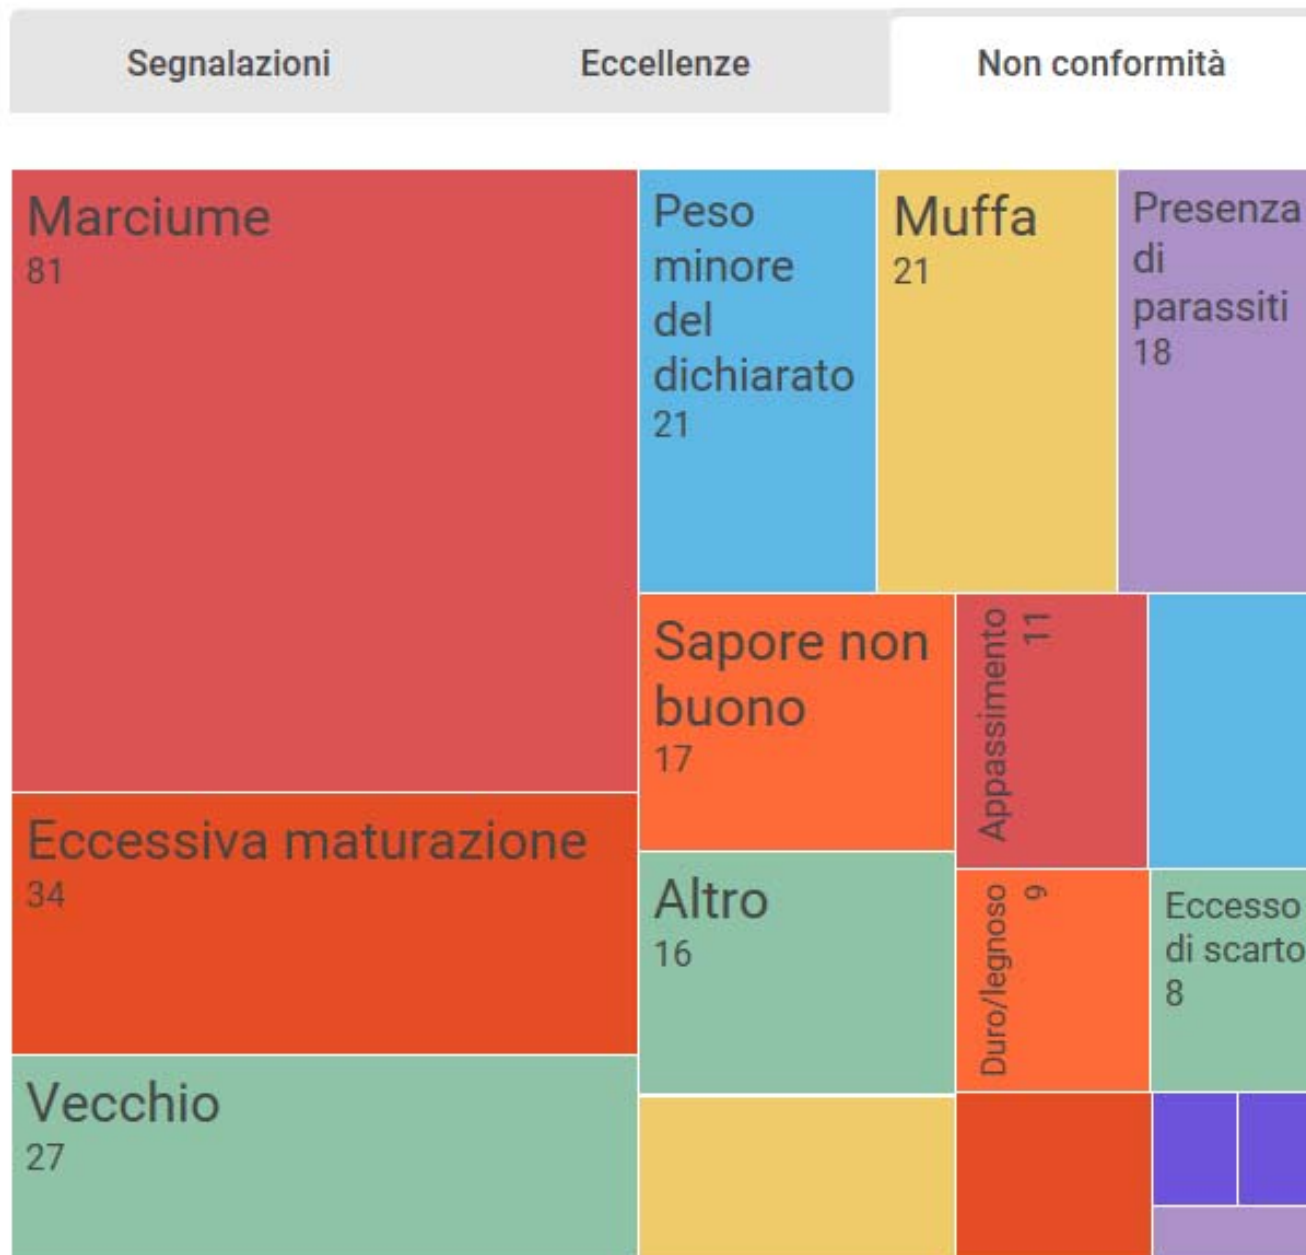 Segnalazioni
Eccellenze
Non conformità
Marciume
81
Peso
minore
del
dichiarato
21
Muffa
21
Presenza
di
parassiti
18
Sapore non
buono
17
Appassimento
11
Eccessiva maturazione
34
Altro
16
Duro/legnoso
9
Eccesso
di scarto
8
Vecchio
27